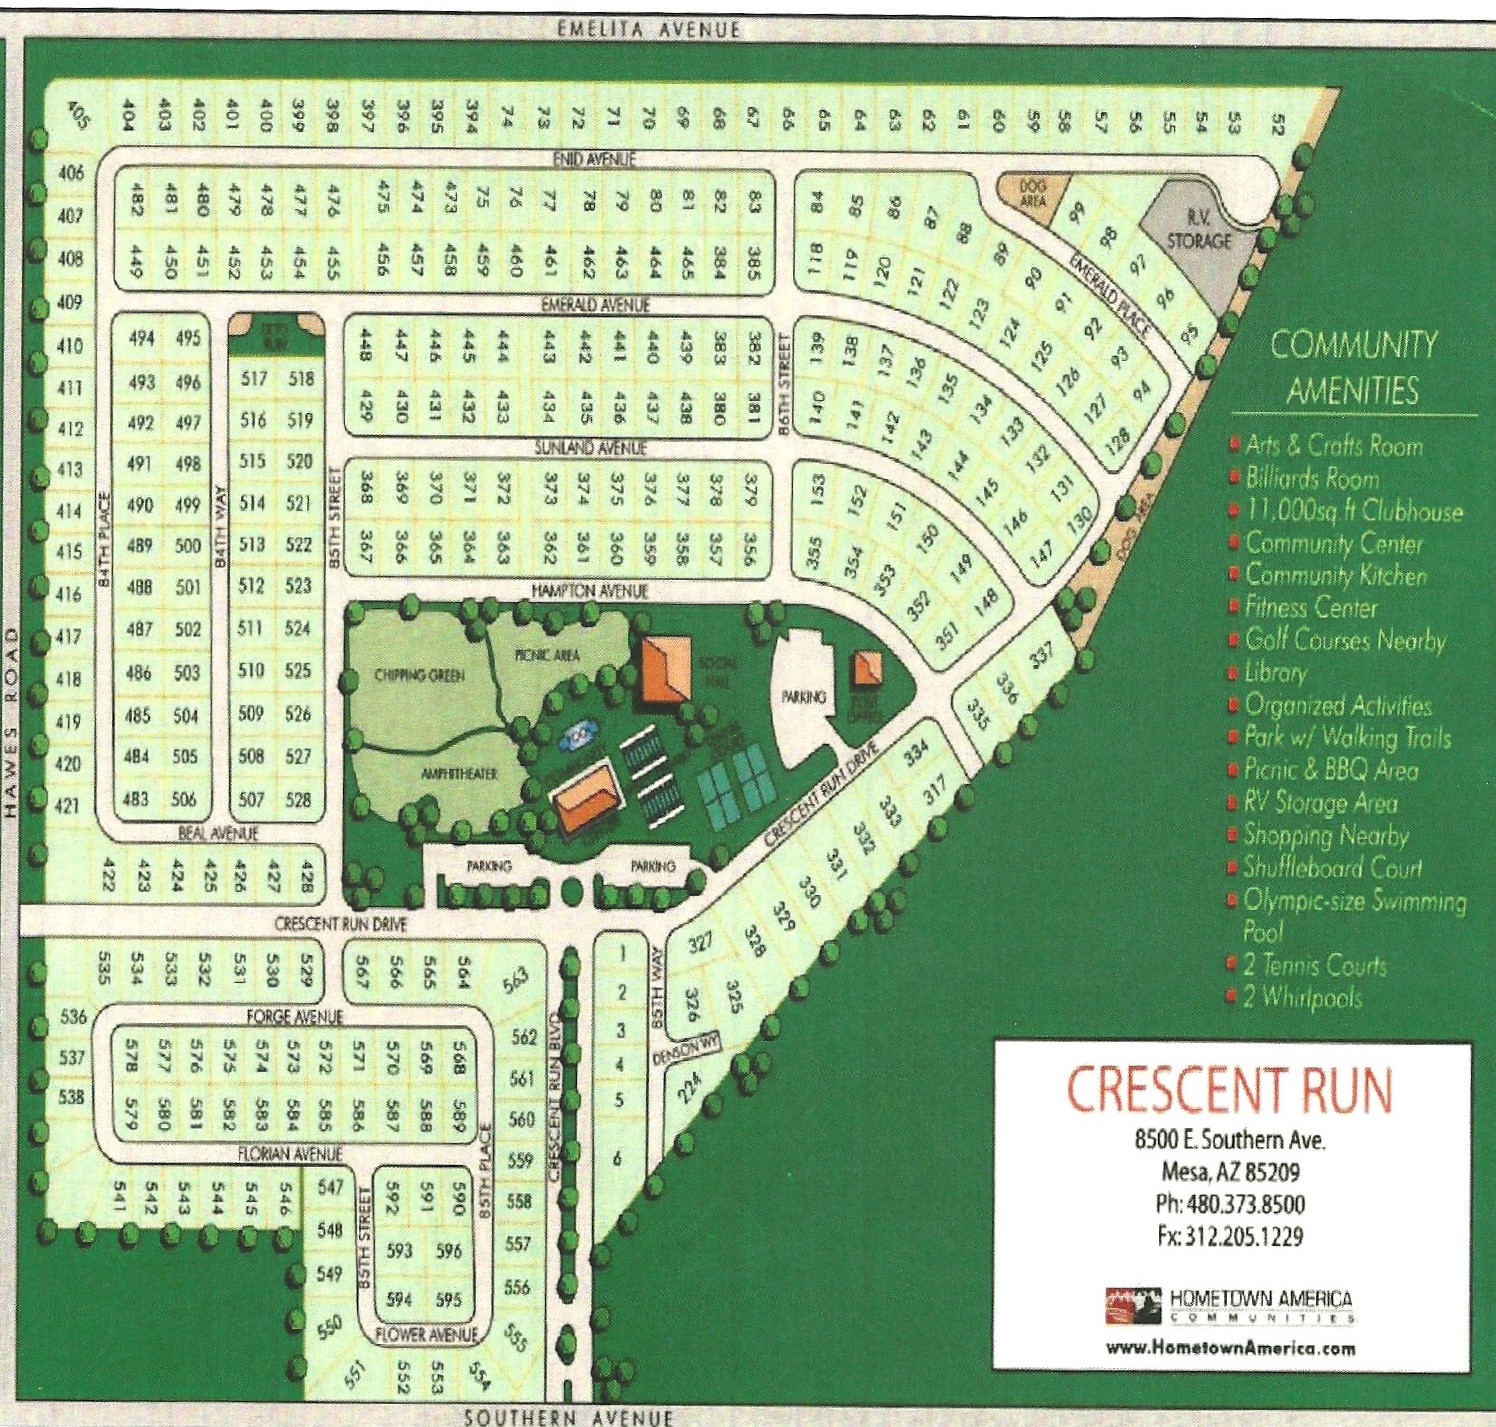 EMELITA AVENUE
405 404 403 402 401 400 399 398 397 396 395 394 74 73 72 71 70 69 68 67 66 65 64 63 62 61 60 59 58 57 56 55 54 53 52
ENID AVENUE
406
407
408
409
410
411
412
413
414
415
416
417
418
419
420
421
HAWES ROAD
482 481 480 479 478 477 476 475 474 473 75 76 77 78 79 80 81 82 83
449 450 451 452 453 454 455 456 457 458 459 460 461 462 463 464 465 384 385
84 85 86 87 88 89 90 91 92 93 94
118 119 120 121 122 123 124 125 126 127 128
DOG
AREA
99 98 97 96 95
R.V.
STORAGE
EMERALD PLACE
EMERALD AVENUE
448 447 446 445 444 443 442 441 440 439 383 382
429 430 431 432 433 434 435 436 437 438 380 381
86TH STREET
139 138 137 136 135 134 133 132 131 130
140 141 142 143 144 145 146 147
DOG AREA
SUNLAND AVENUE
368 369 370 371 372 373 374 375 376 377 378 379
367 366 365 364 363 362 361 360 359 358 357 356
153 152 151 150 149 148
355 354 353 352 351
HAMPTON AVENUE
84TH PLACE
494 495
493 496
492 497
491 498
490 499
489 500
488 501
487 502
486 503
485 504
484 505
483 506
84TH WAY
517 518
516 519
515 520
514 521
513 522
512 523
511 524
510 525
509 526
508 527
507 528
85TH STREET
BEAL AVENUE
422 423 424 425 426 427 428
CHIPPING GREEN
PICNIC AREA
AMPHITHEATER
SOCIAL
HALL
PARKING
POST
OFFICE
PARKING
PARKING
337
336
335
334
317
333
332
331
330
329
328
327
325
326
CRESCENT RUN DRIVE
CRESCENT RUN DRIVE
535 534 533 532 531 530 529 567 566 565 564 563
536
537
538
FORGE AVENUE
578 577 576 575 574 573 572 571 570 569 568
579 580 581 582 583 584 585 586 587 588 589
FLORIAN AVENUE
541 542 543 544 545 546
547
548
549
550
551 552 553 554
85TH STREET
592 591 590
593 596
594 595
FLOWER AVENUE
85TH PLACE
562
561
560
559
558
557
556
555
CRESCENT RUN BLVD
1
2
3
4
5
6
85TH WAY
DENSON WY
224
SOUTHERN AVENUE
COMMUNITY
AMENITIES
Arts & Crafts Room
Billiards Room
11,000sq.ft Clubhouse
Community Center
Community Kitchen
Fitness Center
Golf Courses Nearby
Library
Organized Activities
Park w/ Walking Trails
Picnic & BBQ Area
RV Storage Area
Shopping Nearby
Shuffleboard Court
Olympic-size Swimming
Pool
2 Tennis Courts
2 Whirlpools
CRESCENT RUN
8500 E. Southern Ave.
Mesa, AZ 85209
Ph: 480.373.8500
Fx: 312.205.1229
HOMETOWN AMERICA
COMMUNITIES
www.HometownAmerica.com